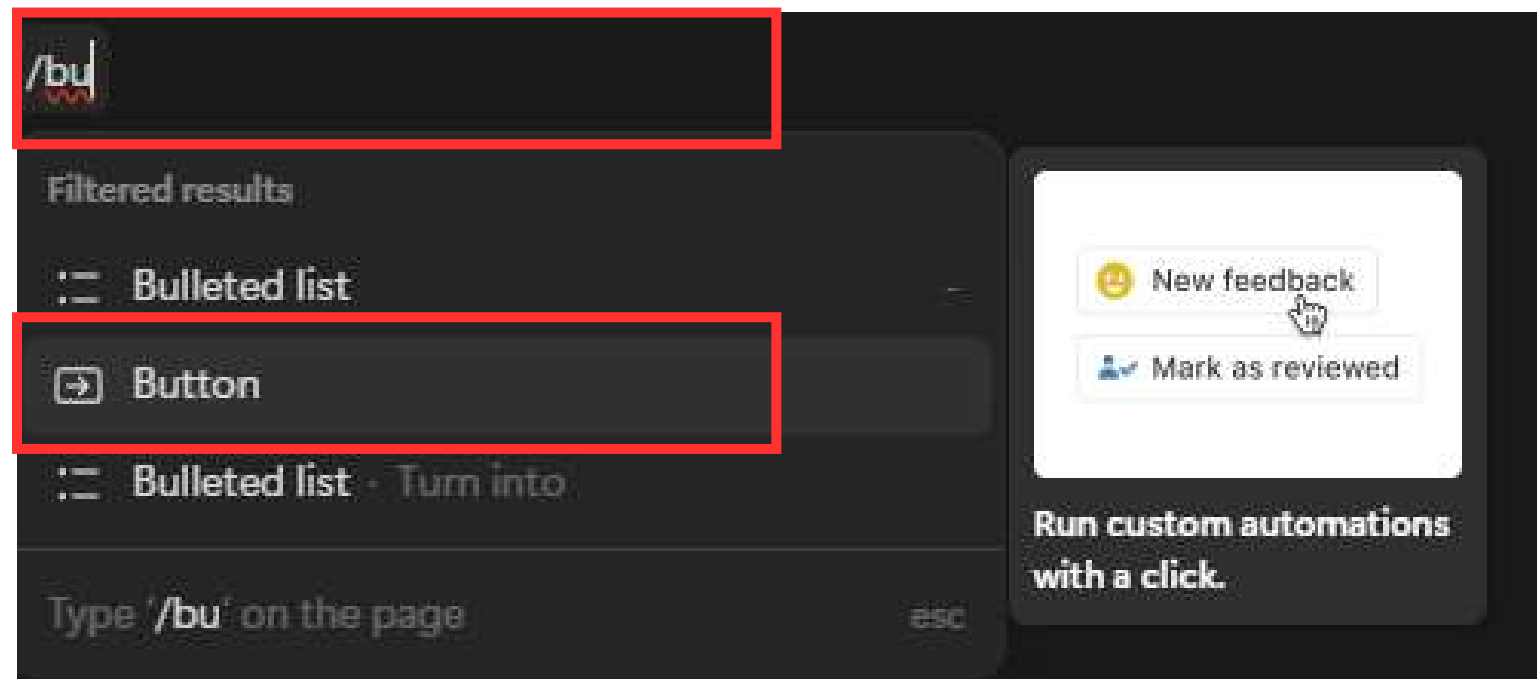 /bu
Filtered results
Bulleted list -
Button
Bulleted list · Turn into
Type '/bu' on the page esc
New feedback
Mark as reviewed
Run custom automations
with a click.